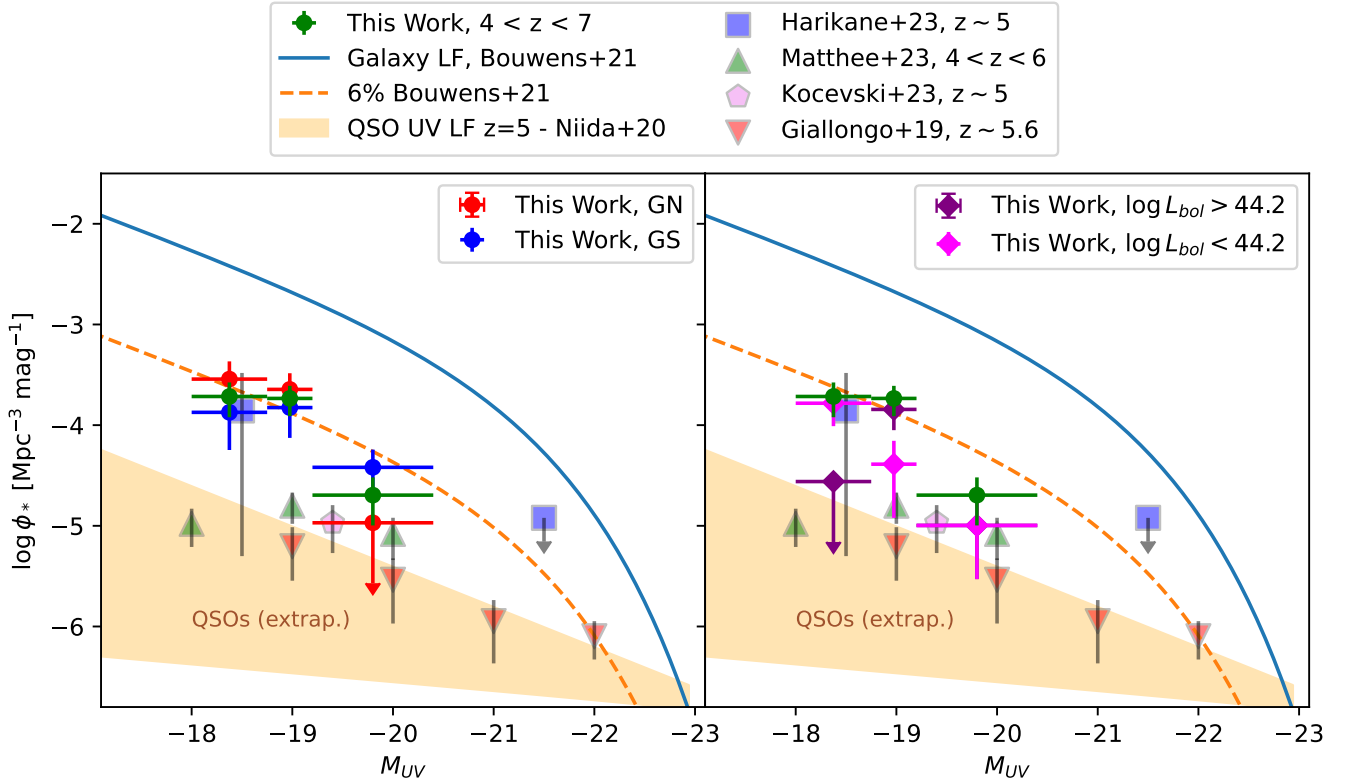 This Work, 4 < z < 7
Galaxy LF, Bouwens+21
6% Bouwens+21
QSO UV LF z=5 - Niida+20
Harikane+23, z ∼ 5
Matthee+23, 4 < z < 6
Kocevski+23, z ∼ 5
Giallongo+19, z ∼ 5.6
This Work, GN
This Work, GS
This Work, log L_bol > 44.2
This Work, log L_bol < 44.2
log ϕ_* [Mpc⁻³ mag⁻¹]
−2
−3
−4
−5
−6
QSOs (extrap.)
QSOs (extrap.)
−18 −19 −20 −21 −22 −23
−18 −19 −20 −21 −22 −23
M_UV
M_UV